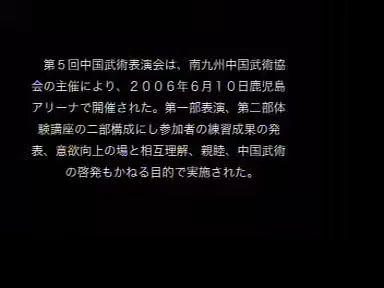 第５回中国武術表演会は、南九州中国武術協
会の主催により、２００６年６月１０日鹿児島
アリーナで開催された。第一部表演、第二部体
験講座の二部構成にし参加者の練習成果の発
表、意欲向上の場と相互理解、親睦、中国武術
の啓発もかねる目的で実施された。